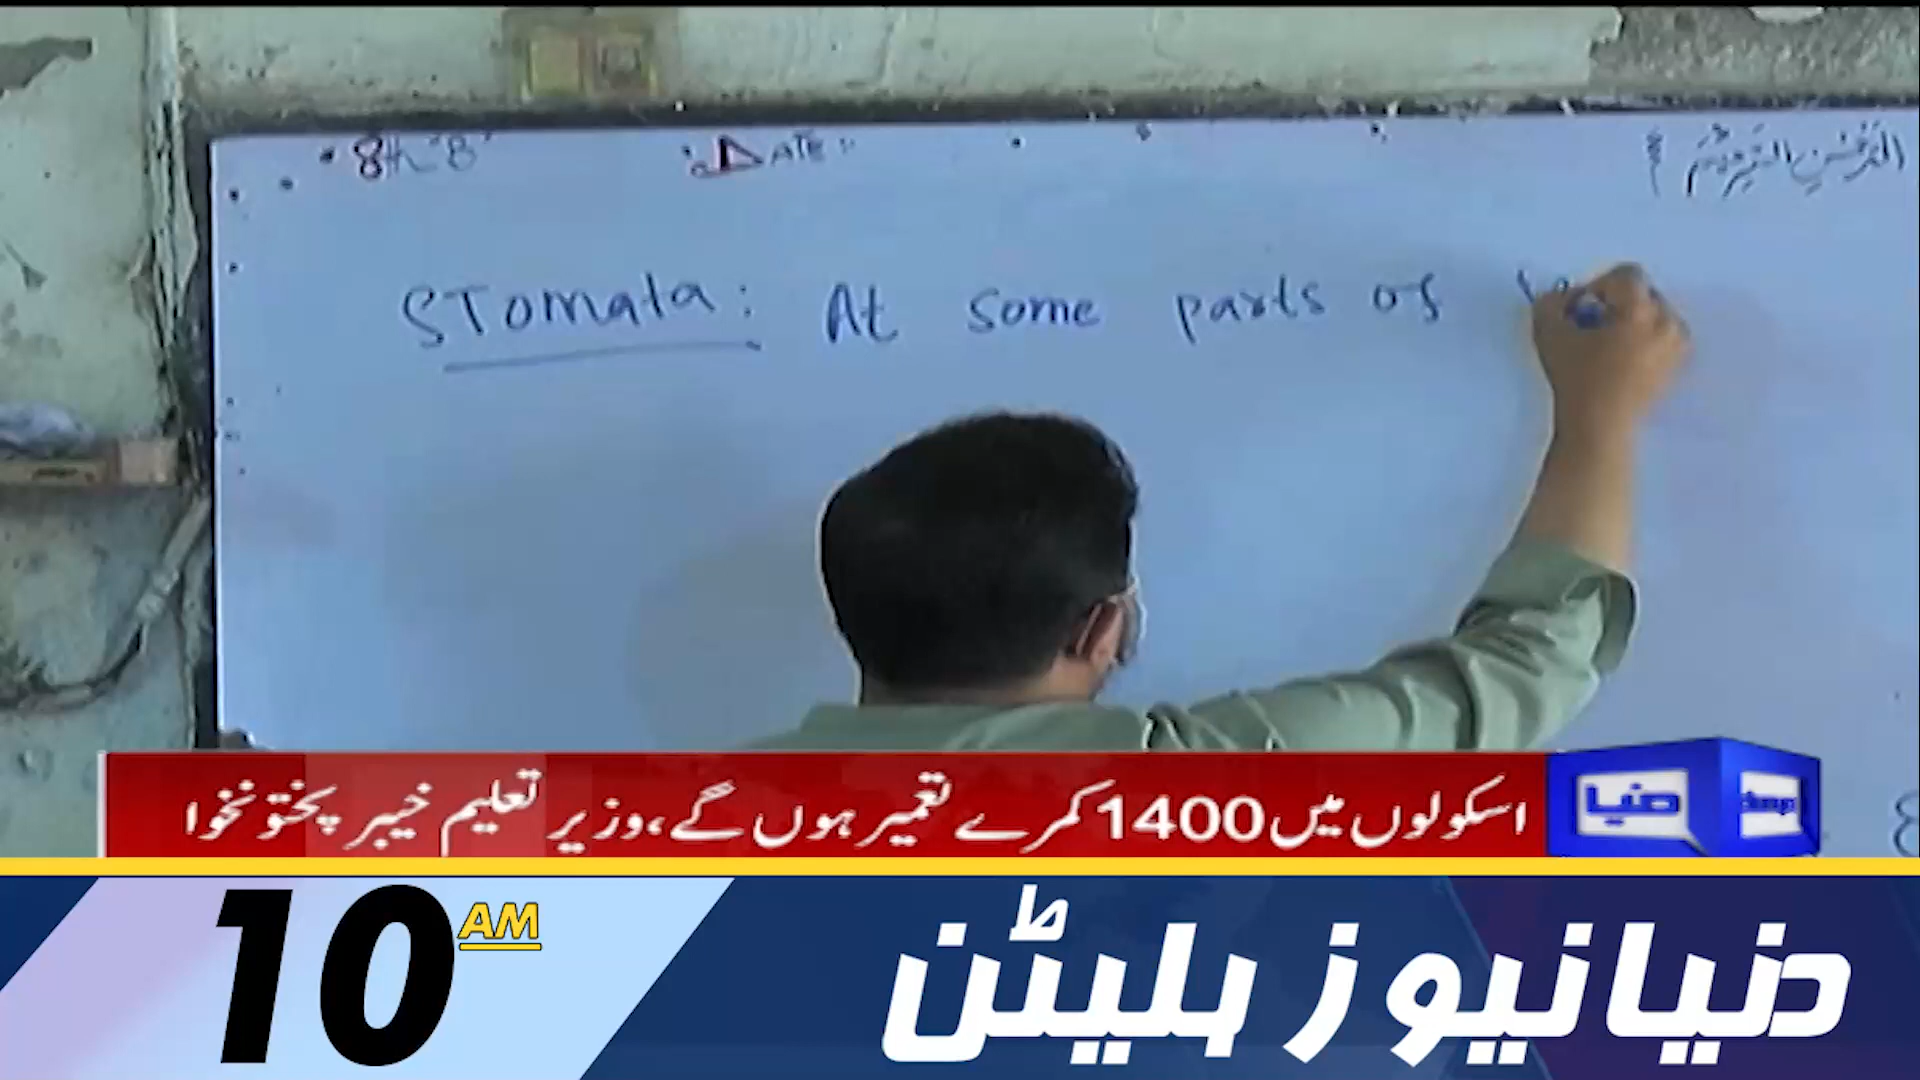 8th "B"
DATE:
الرحمٰن الرحیم
STomata: At some parts of
اسکولوں میں 1400 کمرے تعمیر ہوں گے، وزیر تعلیم خیبر پختونخوا
دنیا
10 AM
دنیا نیوز بلیٹن